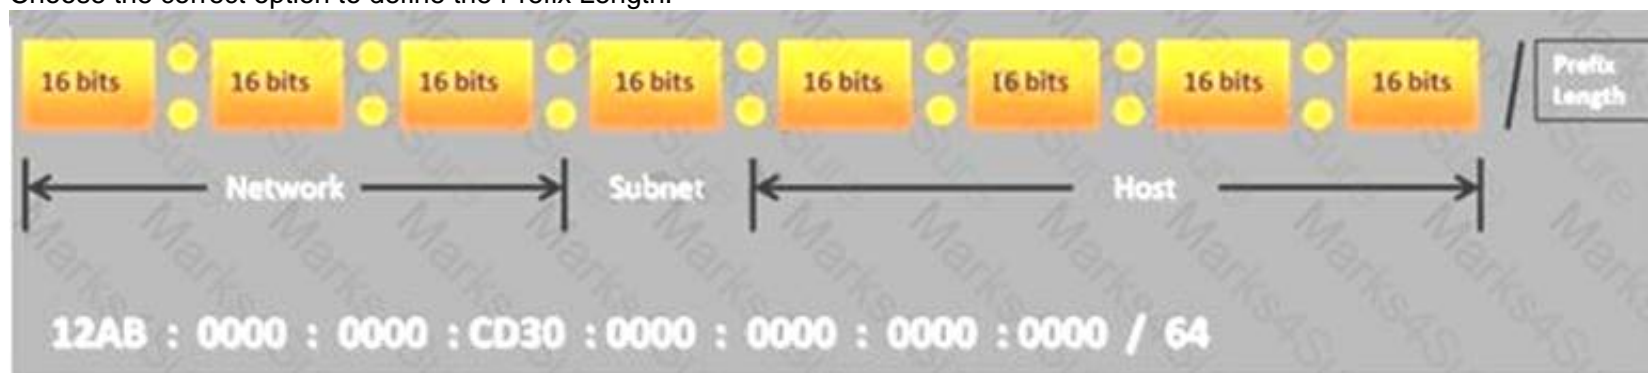 Choose the correct option to define the Prefix Length.
16 bits 16 bits 16 bits 16 bits 16 bits 16 bits 16 bits 16 bits / Prefix Length
Network Subnet Host
12AB : 0000 : 0000 : CD30 : 0000 : 0000 : 0000 : 0000 / 64